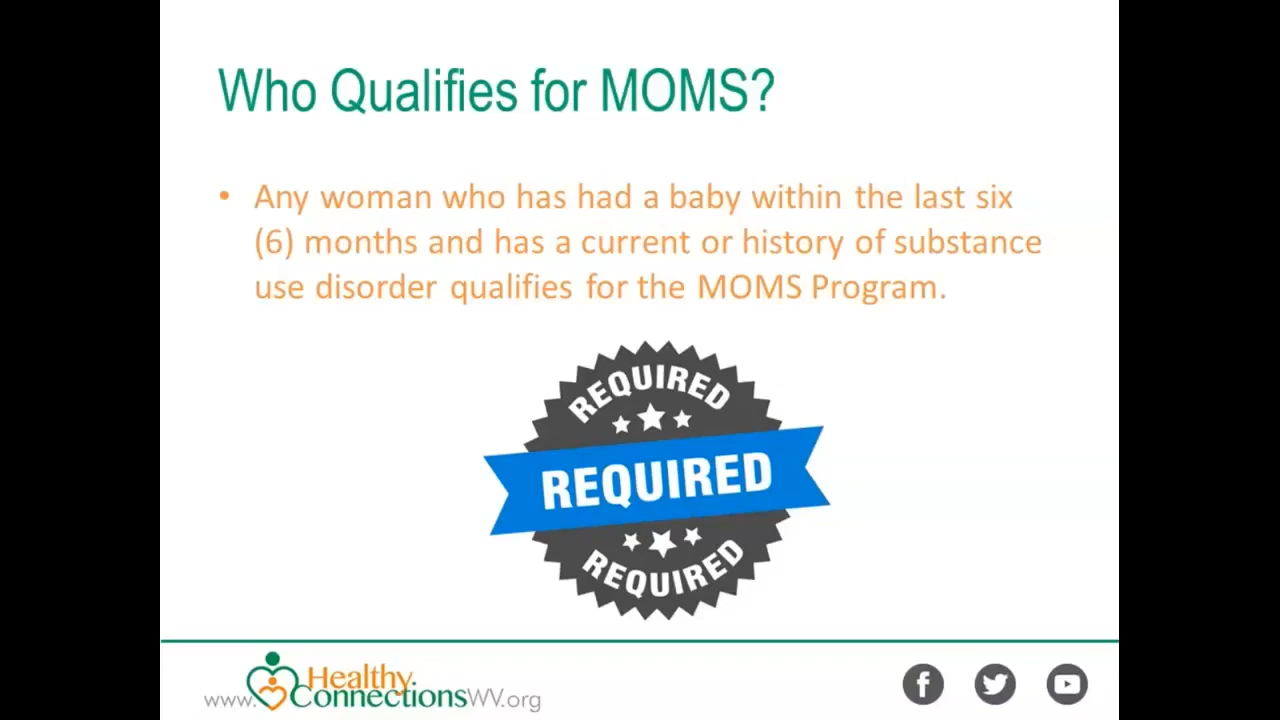 Who Qualifies for MOMS?
• Any woman who has had a baby within the last six
(6) months and has a current or history of substance
use disorder qualifies for the MOMS Program.
REQUIRED
REQUIRED
REQUIRED
www.HealthyConnectionsWV.org